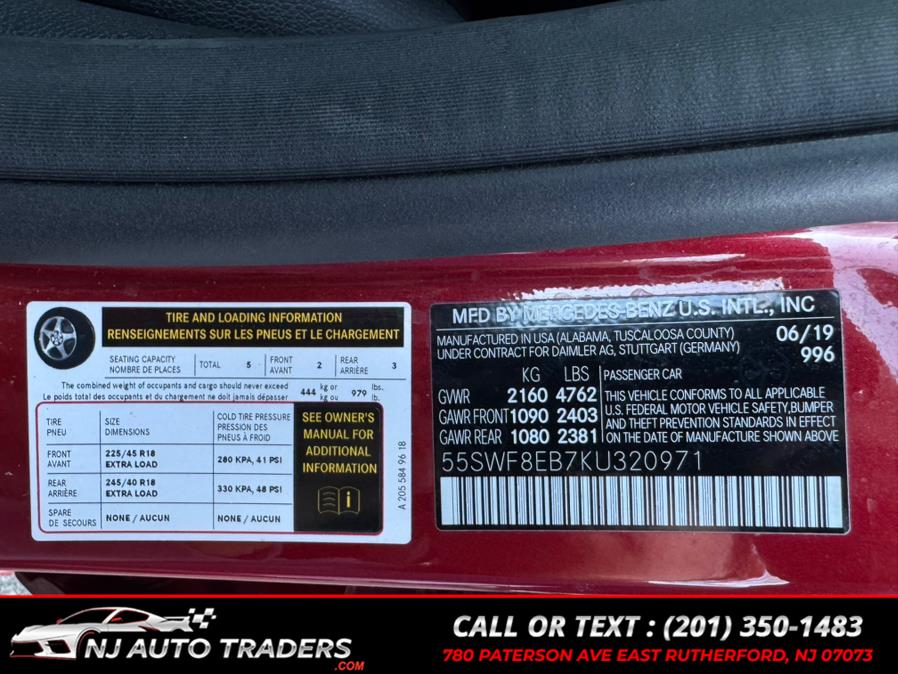 TIRE AND LOADING INFORMATION
RENSEIGNEMENTS SUR LES PNEUS ET LE CHARGEMENT
SEATING CAPACITY
NOMBRE DE PLACES
TOTAL 5
FRONT
AVANT
2
REAR
ARRIÈRE
3
The combined weight of occupants and cargo should never exceed
Le poids total des occupants et du chargement ne doit jamais dépasser
444 kg or
kg ou
979 lbs.
lb.
TIRE
PNEU
SIZE
DIMENSIONS
COLD TIRE PRESSURE
PRESSION DES
PNEUS À FROID
FRONT
AVANT
225/45 R18
EXTRA LOAD
280 KPA, 41 PSI
REAR
ARRIÈRE
245/40 R18
EXTRA LOAD
330 KPA, 48 PSI
SPARE
DE SECOURS
NONE / AUCUN
NONE / AUCUN
SEE OWNER'S
MANUAL FOR
ADDITIONAL
INFORMATION
A 205 584 96 18
MFD BY MERCEDES-BENZ U.S. INTL., INC
MANUFACTURED IN USA (ALABAMA, TUSCALOOSA COUNTY)
UNDER CONTRACT FOR DAIMLER AG, STUTTGART (GERMANY)
06/19
996
KG LBS
GVWR 2160 4762
GAWR FRONT 1090 2403
GAWR REAR 1080 2381
PASSENGER CAR
THIS VEHICLE CONFORMS TO ALL APPLICABLE
U.S. FEDERAL MOTOR VEHICLE SAFETY,BUMPER
AND THEFT PREVENTION STANDARDS IN EFFECT
ON THE DATE OF MANUFACTURE SHOWN ABOVE.
55SWF8EB7KU320971
NJ AUTO TRADERS
.COM
CALL OR TEXT : (201) 350-1483
780 PATERSON AVE EAST RUTHERFORD, NJ 07073